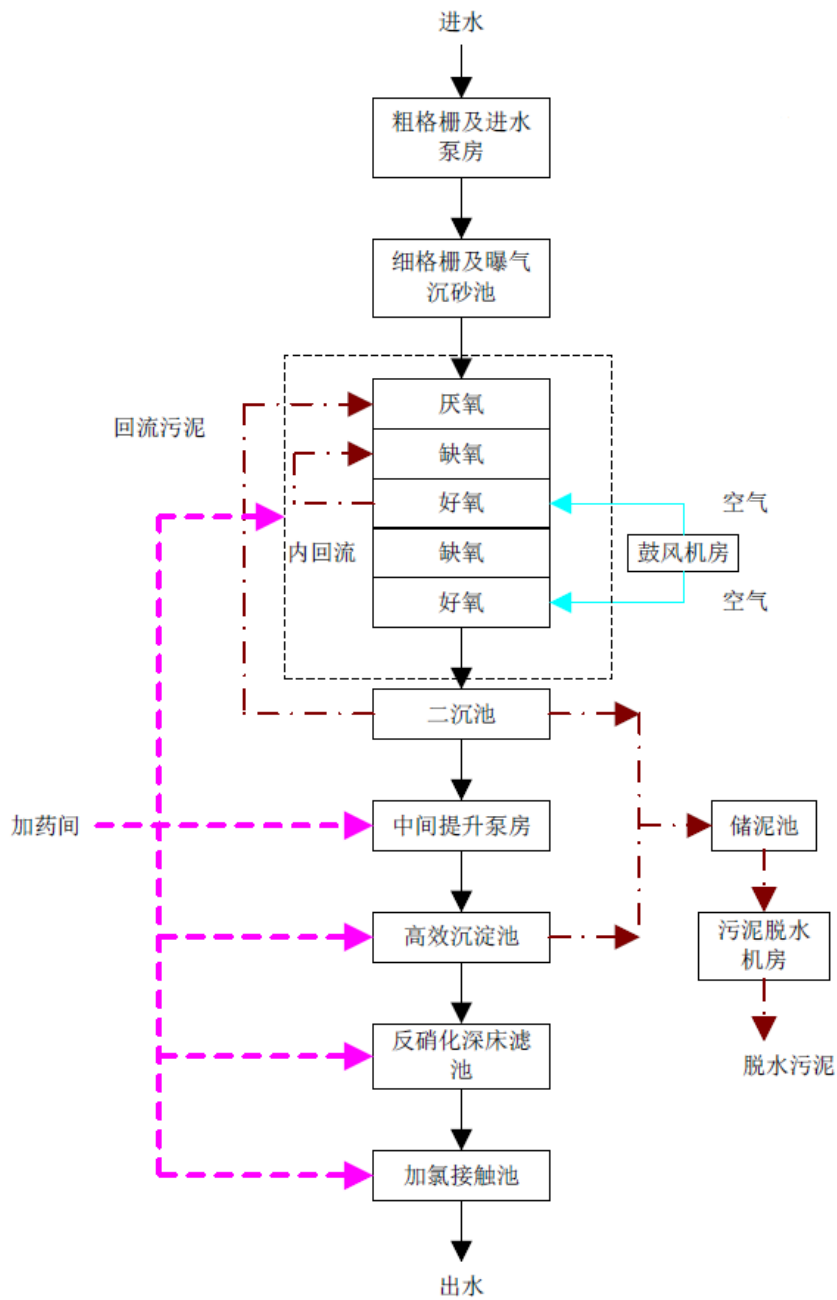 进水
粗格栅及进水
泵房
细格栅及曝气
沉砂池
厌氧
回流污泥
缺氧
好氧
空气
内回流
缺氧
鼓风机房
好氧
空气
二沉池
加药间
中间提升泵房
储泥池
高效沉淀池
污泥脱水
机房
反硝化深床滤
池
脱水污泥
加氯接触池
出水